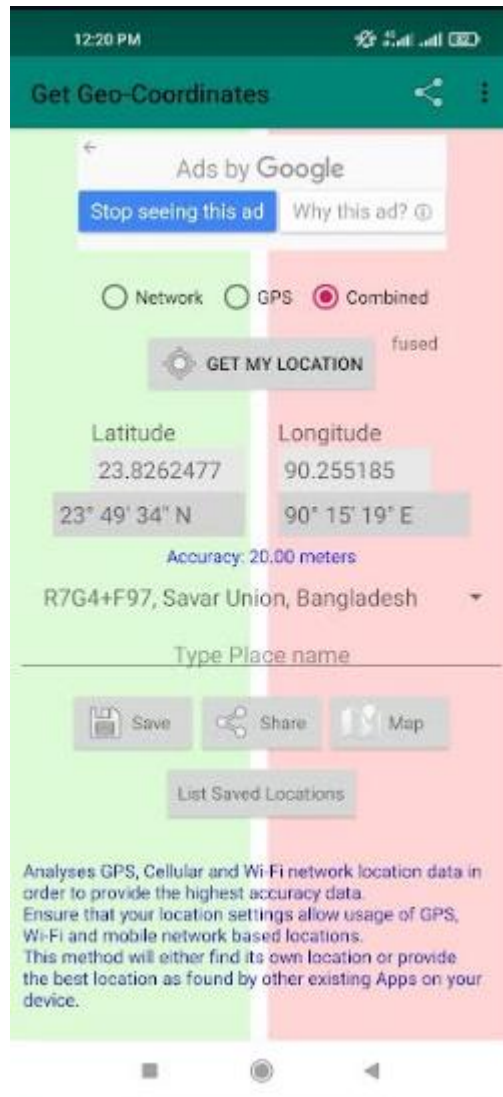 12:20 PM
Get Geo-Coordinates
Ads by Google
Stop seeing this ad Why this ad?
Network GPS Combined
fused
GET MY LOCATION
Latitude Longitude
23.8262477 90.255185
23° 49' 34" N 90° 15' 19" E
Accuracy: 20.00 meters
R7G4+F97, Savar Union, Bangladesh
Type Place name
Save Share Map
List Saved Locations
Analyses GPS, Cellular and Wi-Fi network location data in
order to provide the highest accuracy data.
Ensure that your location settings allow usage of GPS,
Wi-Fi and mobile network based locations.
This method will either find its own location or provide
the best location as found by other existing Apps on your
device.